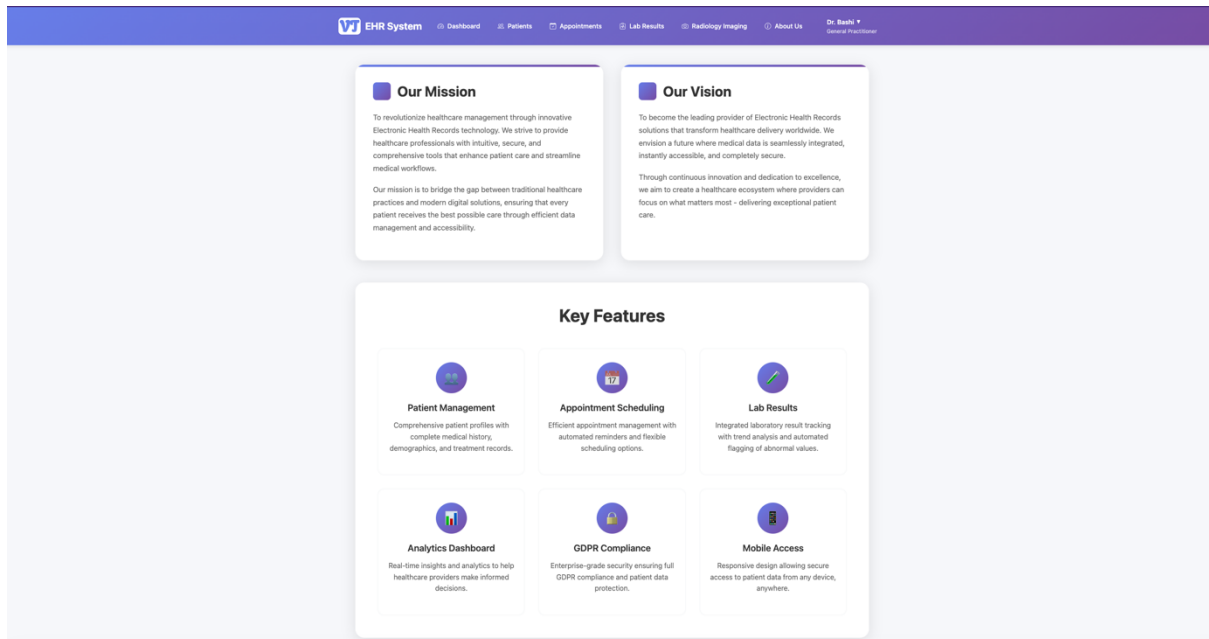 VJ EHR System Dashboard Patients Appointments Lab Results Radiology Imaging About Us Dr. Bashi ▼
General Practitioner
Our Mission
To revolutionize healthcare management through innovative
Electronic Health Records technology. We strive to provide
healthcare professionals with intuitive, secure, and
comprehensive tools that enhance patient care and streamline
medical workflows.
Our mission is to bridge the gap between traditional healthcare
practices and modern digital solutions, ensuring that every
patient receives the best possible care through efficient data
management and accessibility.
Our Vision
To become the leading provider of Electronic Health Records
solutions that transform healthcare delivery worldwide. We
envision a future where medical data is seamlessly integrated,
instantly accessible, and completely secure.
Through continuous innovation and dedication to excellence,
we aim to create a healthcare ecosystem where providers can
focus on what matters most - delivering exceptional patient
care.
Key Features
Patient Management
Comprehensive patient profiles with
complete medical history,
demographics, and treatment records.
17
Appointment Scheduling
Efficient appointment management with
automated reminders and flexible
scheduling options.
Lab Results
Integrated laboratory result tracking
with trend analysis and automated
flagging of abnormal values.
Analytics Dashboard
Real-time insights and analytics to help
healthcare providers make informed
decisions.
GDPR Compliance
Enterprise-grade security ensuring full
GDPR compliance and patient data
protection.
Mobile Access
Responsive design allowing secure
access to patient data from any device,
anywhere.